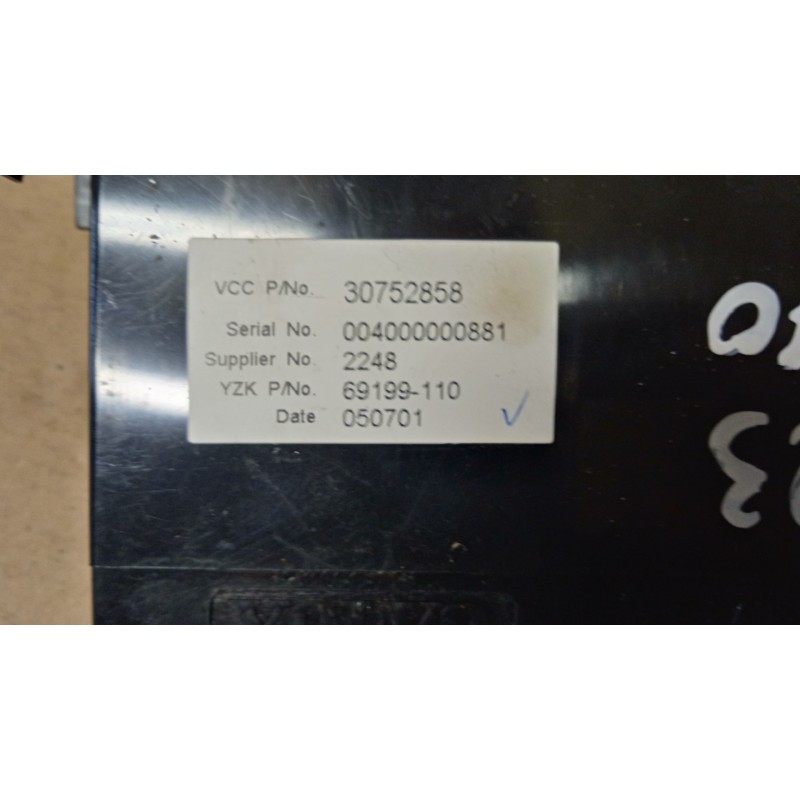 VCC P/No. 30752858
Serial No. 004000000881
Supplier No. 2248
YZK P/No. 69199-110
Date 050701